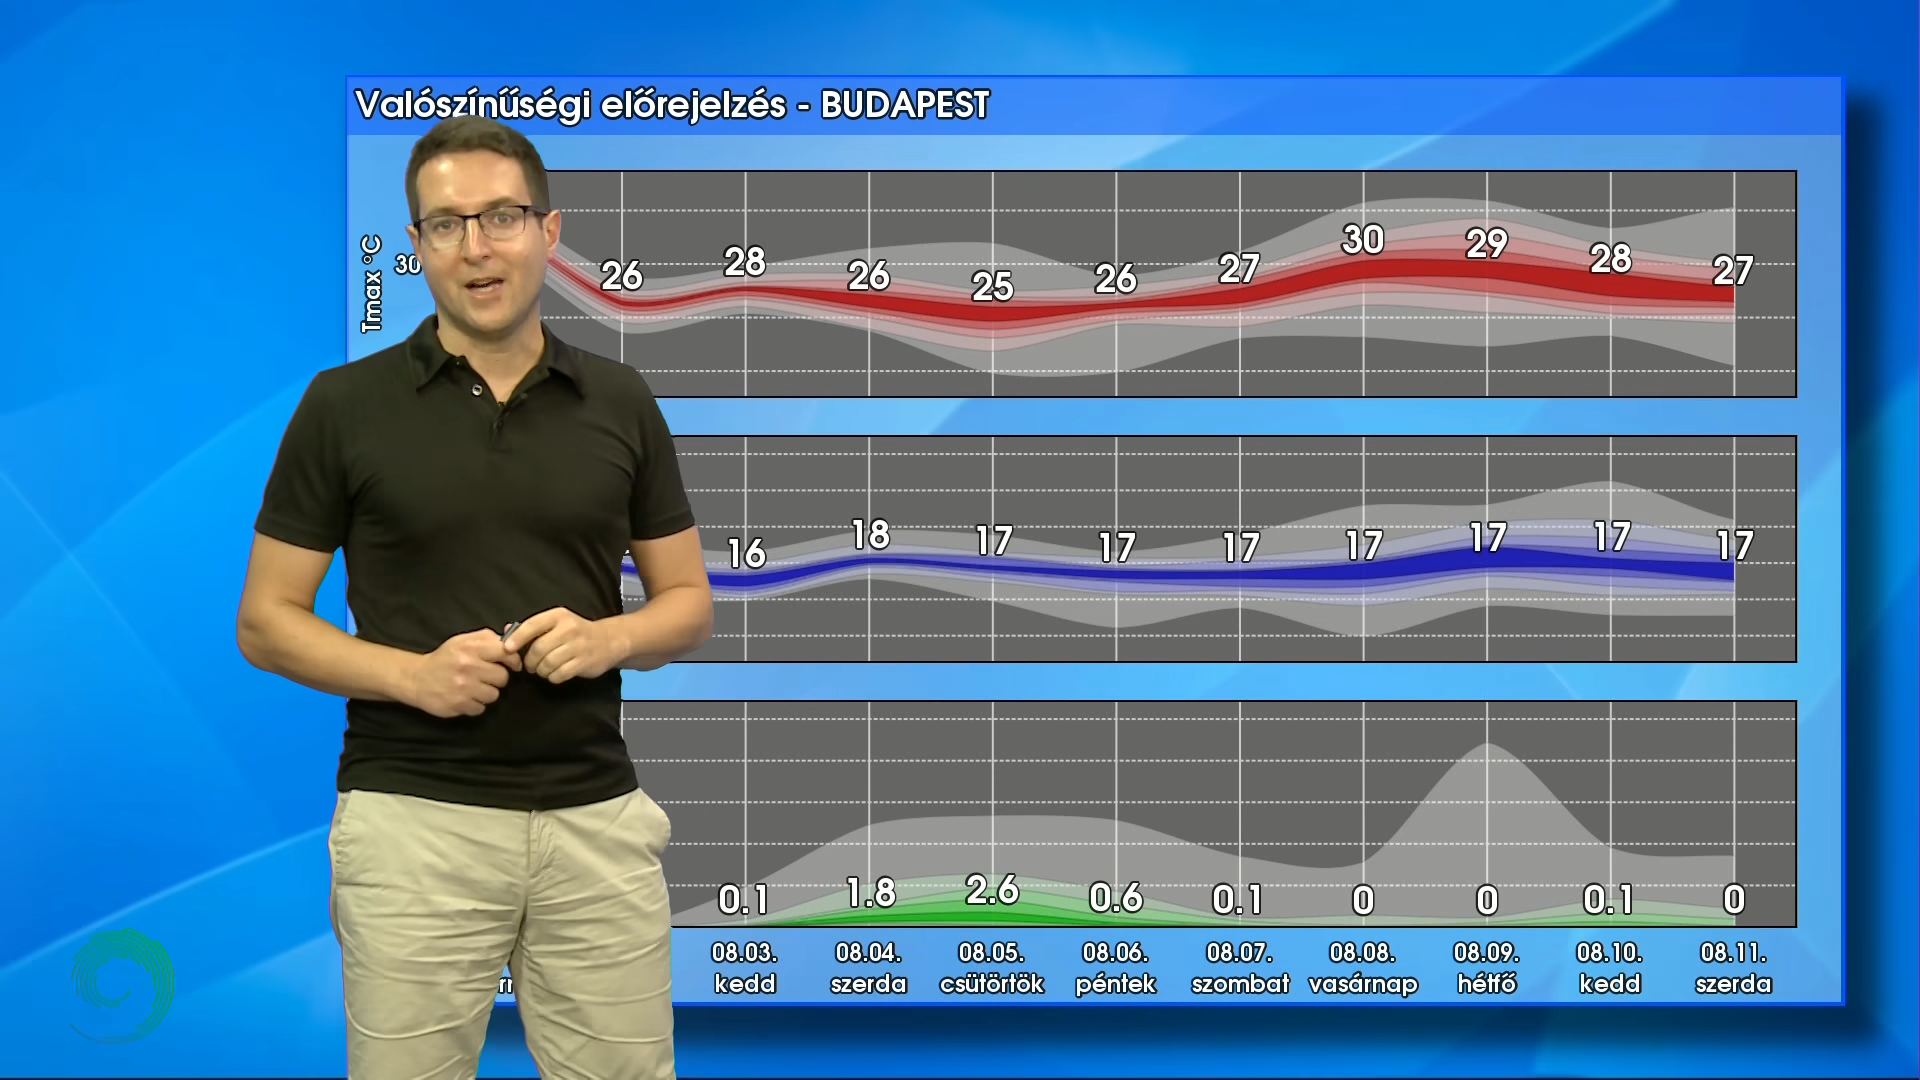 Valószínűségi előrejelzés - BUDAPEST
Tmax °C
30
26 28 26 25 26 27 30 29 28 27
16 18 17 17 17 17 17 17 17
0.1 1.8 2.6 0.6 0.1 0 0 0.1 0
08.03. 08.04. 08.05. 08.06. 08.07. 08.08. 08.09. 08.10. 08.11.
kedd szerda csütörtök péntek szombat vasárnap hétfő kedd szerda